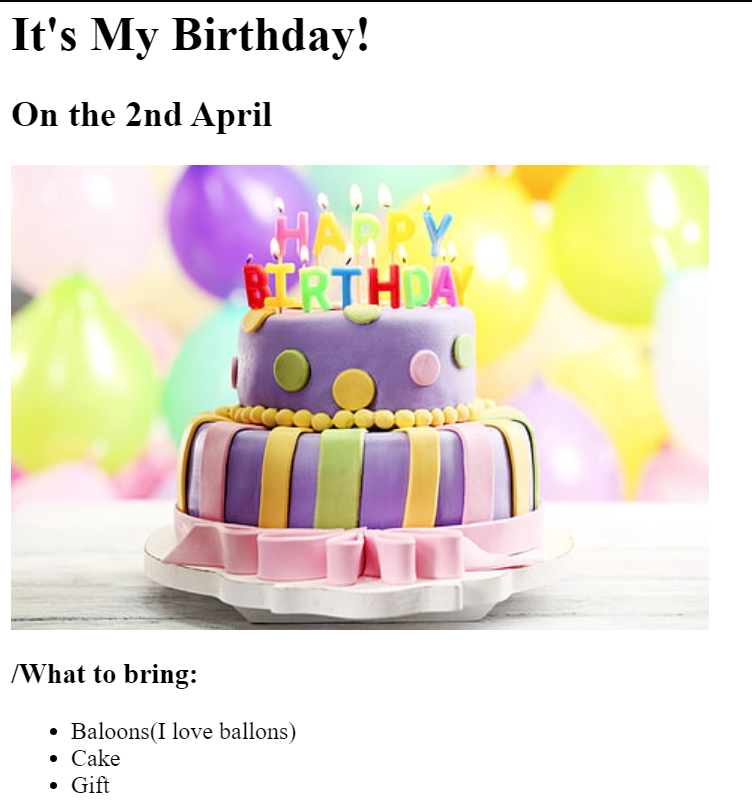 It's My Birthday!
On the 2nd April
HAPPY
BIRTHDAY
/What to bring:
Baloons(I love ballons)
Cake
Gift